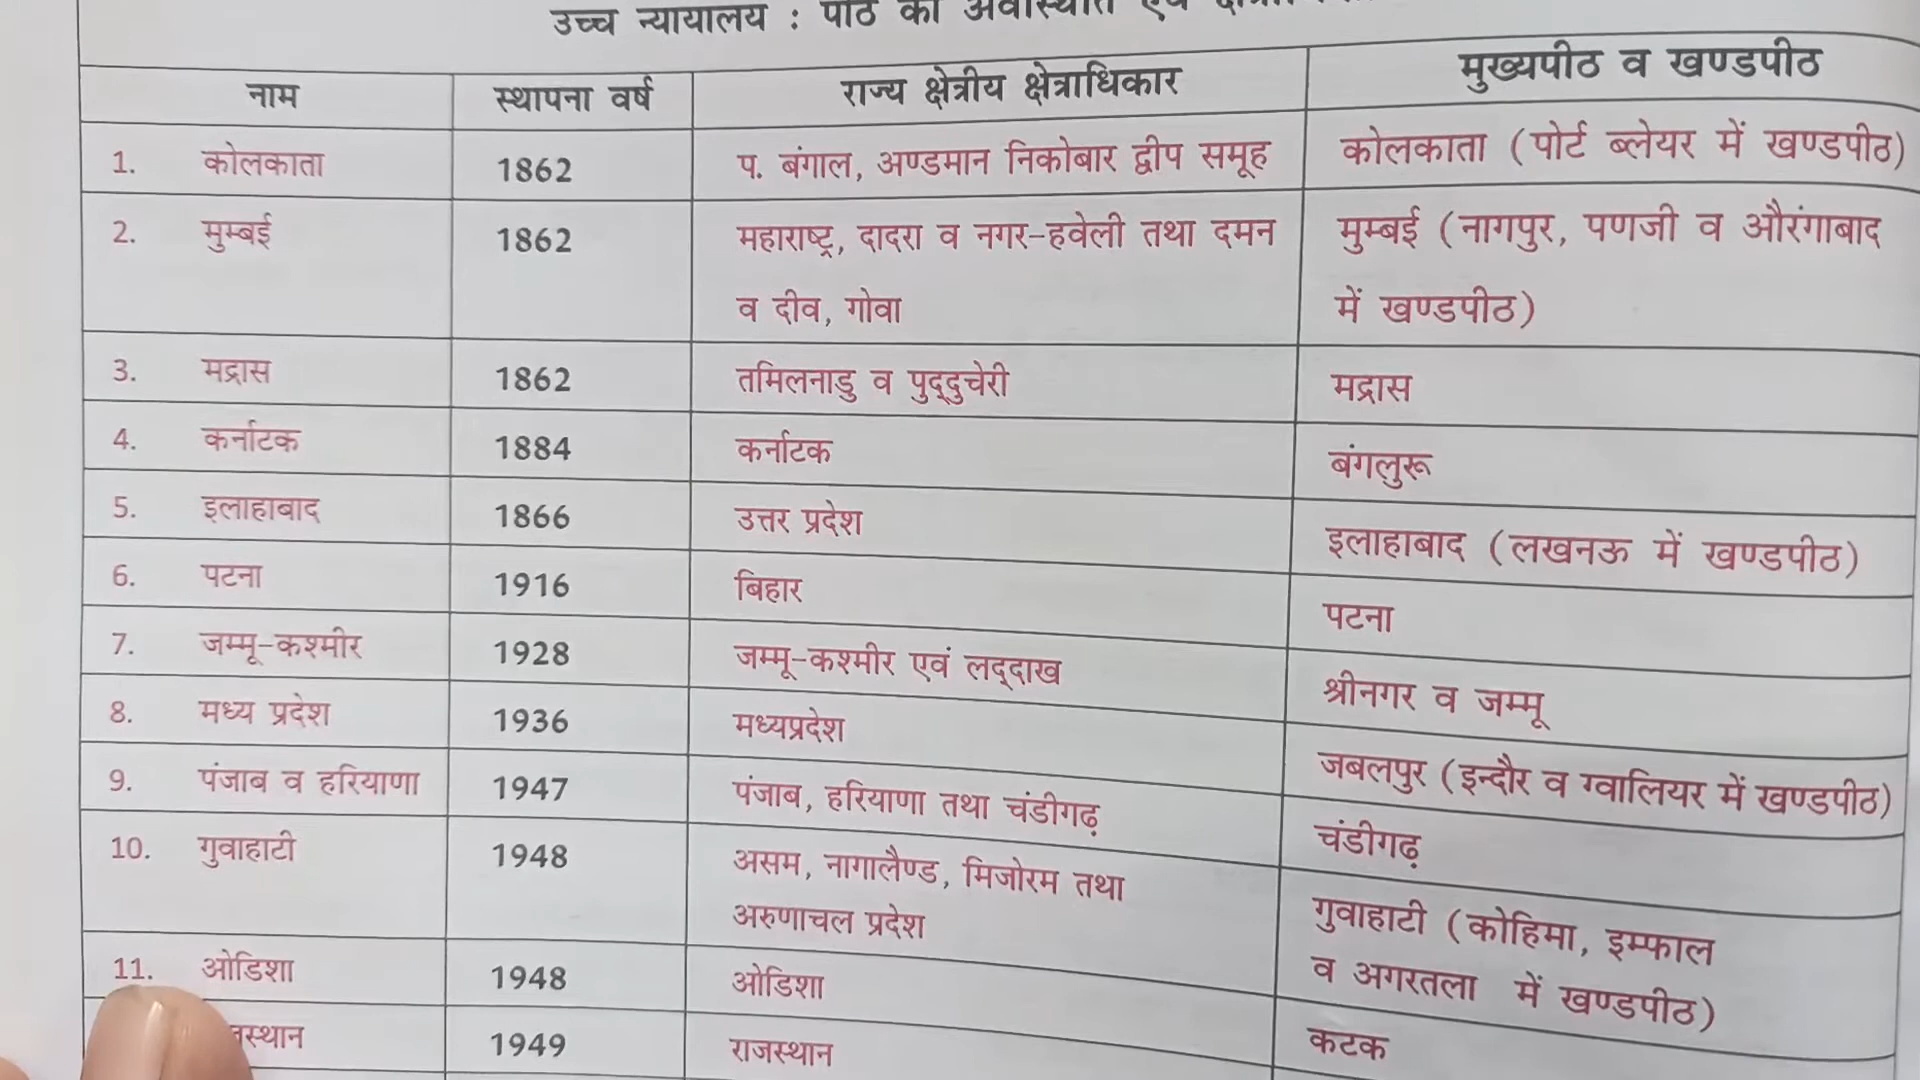 उच्च न्यायालय : पीठ की अवस्थिति एवं
नाम स्थापना वर्ष राज्य क्षेत्रीय क्षेत्राधिकार मुख्यपीठ व खण्डपीठ
1. कोलकाता 1862 प. बंगाल, अण्डमान निकोबार द्वीप समूह कोलकाता (पोर्ट ब्लेयर में खण्डपीठ)
2. मुम्बई 1862 महाराष्ट्र, दादरा व नगर-हवेली तथा दमन मुम्बई (नागपुर, पणजी व औरंगाबाद
व दीव, गोवा में खण्डपीठ)
3. मद्रास 1862 तमिलनाडु व पुद्दुचेरी मद्रास
4. कर्नाटक 1884 कर्नाटक बंगलुरू
5. इलाहाबाद 1866 उत्तर प्रदेश इलाहाबाद (लखनऊ में खण्डपीठ)
6. पटना 1916 बिहार पटना
7. जम्मू-कश्मीर 1928 जम्मू-कश्मीर एवं लद्दाख श्रीनगर व जम्मू
8. मध्य प्रदेश 1936 मध्यप्रदेश जबलपुर (इन्दौर व ग्वालियर में खण्डपीठ)
9. पंजाब व हरियाणा 1947 पंजाब, हरियाणा तथा चंडीगढ़ चंडीगढ़
10. गुवाहाटी 1948 असम, नागालैण्ड, मिजोरम तथा गुवाहाटी (कोहिमा, इम्फाल
अरुणाचल प्रदेश व अगरतला में खण्डपीठ)
11. ओडिशा 1948 ओडिशा कटक
स्थान 1949 राजस्थान